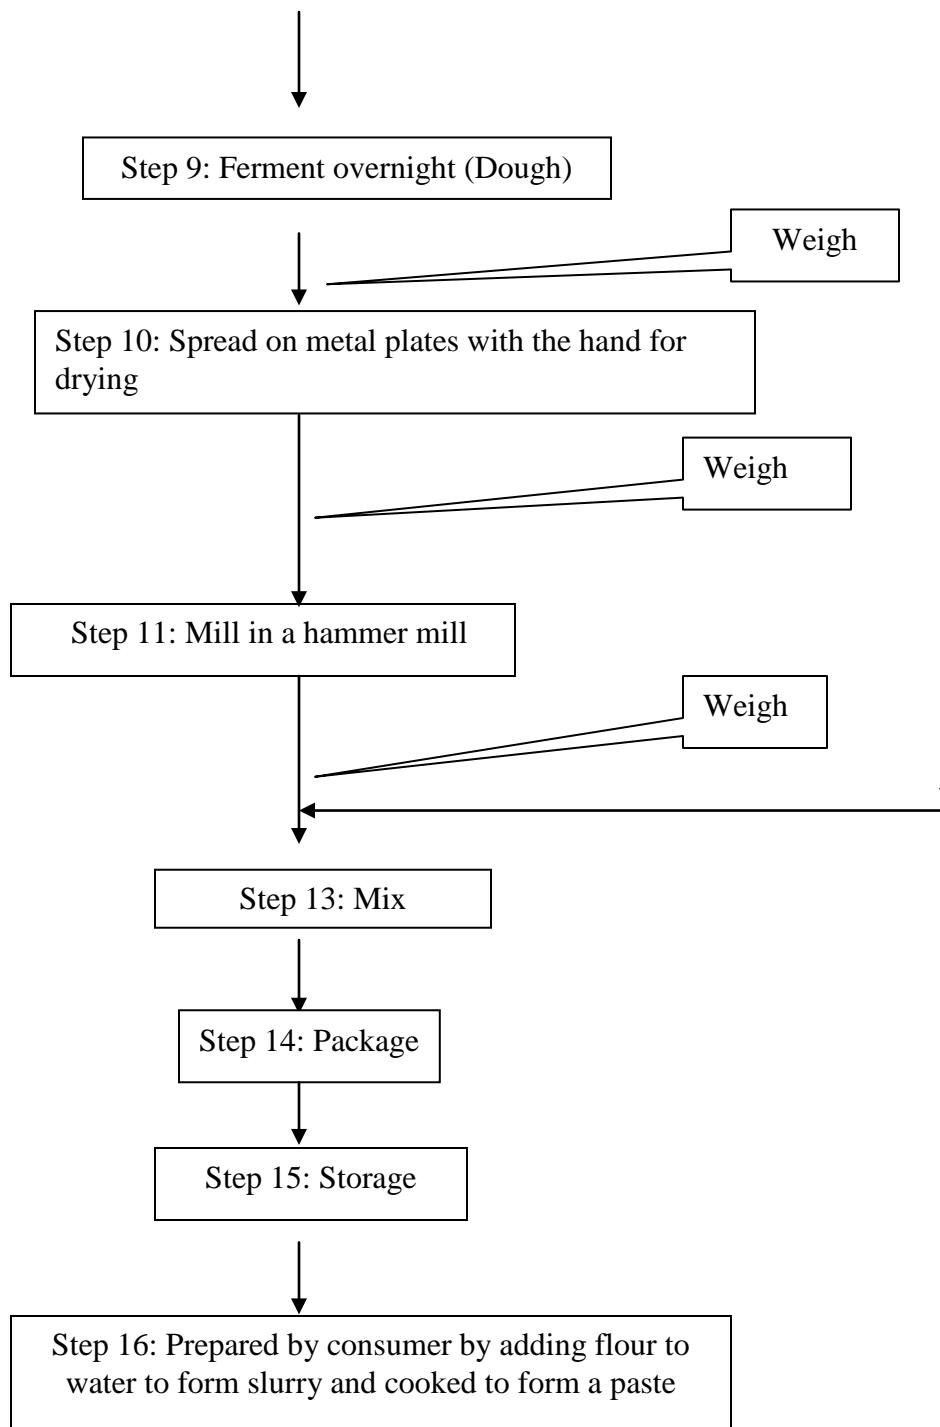 Step 9: Ferment overnight (Dough)
Weigh
Step 10: Spread on metal plates with the hand for
drying
Weigh
Step 11: Mill in a hammer mill
Weigh
Step 13: Mix
Step 14: Package
Step 15: Storage
Step 16: Prepared by consumer by adding flour to
water to form slurry and cooked to form a paste